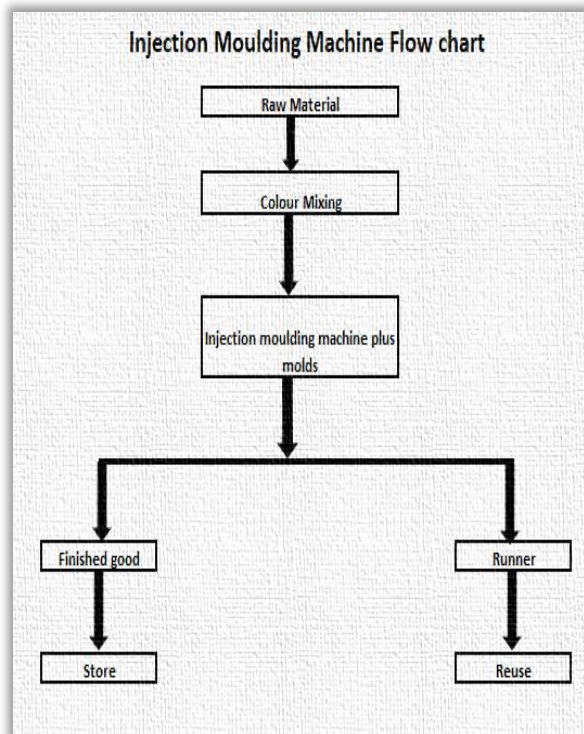 Injection Moulding Machine Flow chart
Raw Material
Colour Mixing
Injection moulding machine plus
molds
Finished good
Runner
Store
Reuse